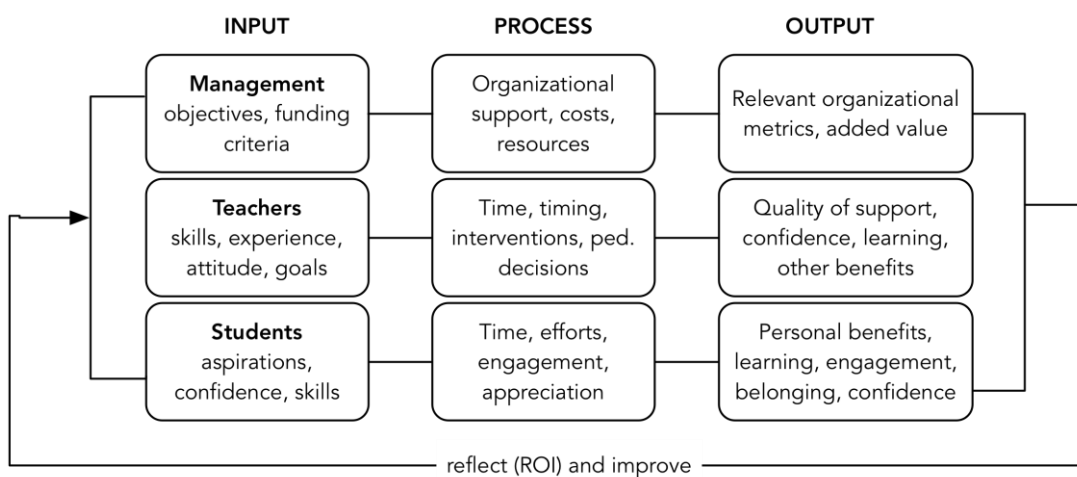 INPUT
PROCESS
OUTPUT
Management
objectives, funding
criteria
Organizational
support, costs,
resources
Relevant organizational
metrics, added value
Teachers
skills, experience,
attitude, goals
Time, timing,
interventions, ped.
decisions
Quality of support,
confidence, learning,
other benefits
Students
aspirations,
confidence, skills
Time, efforts,
engagement,
appreciation
Personal benefits,
learning, engagement,
belonging, confidence
reflect (ROI) and improve